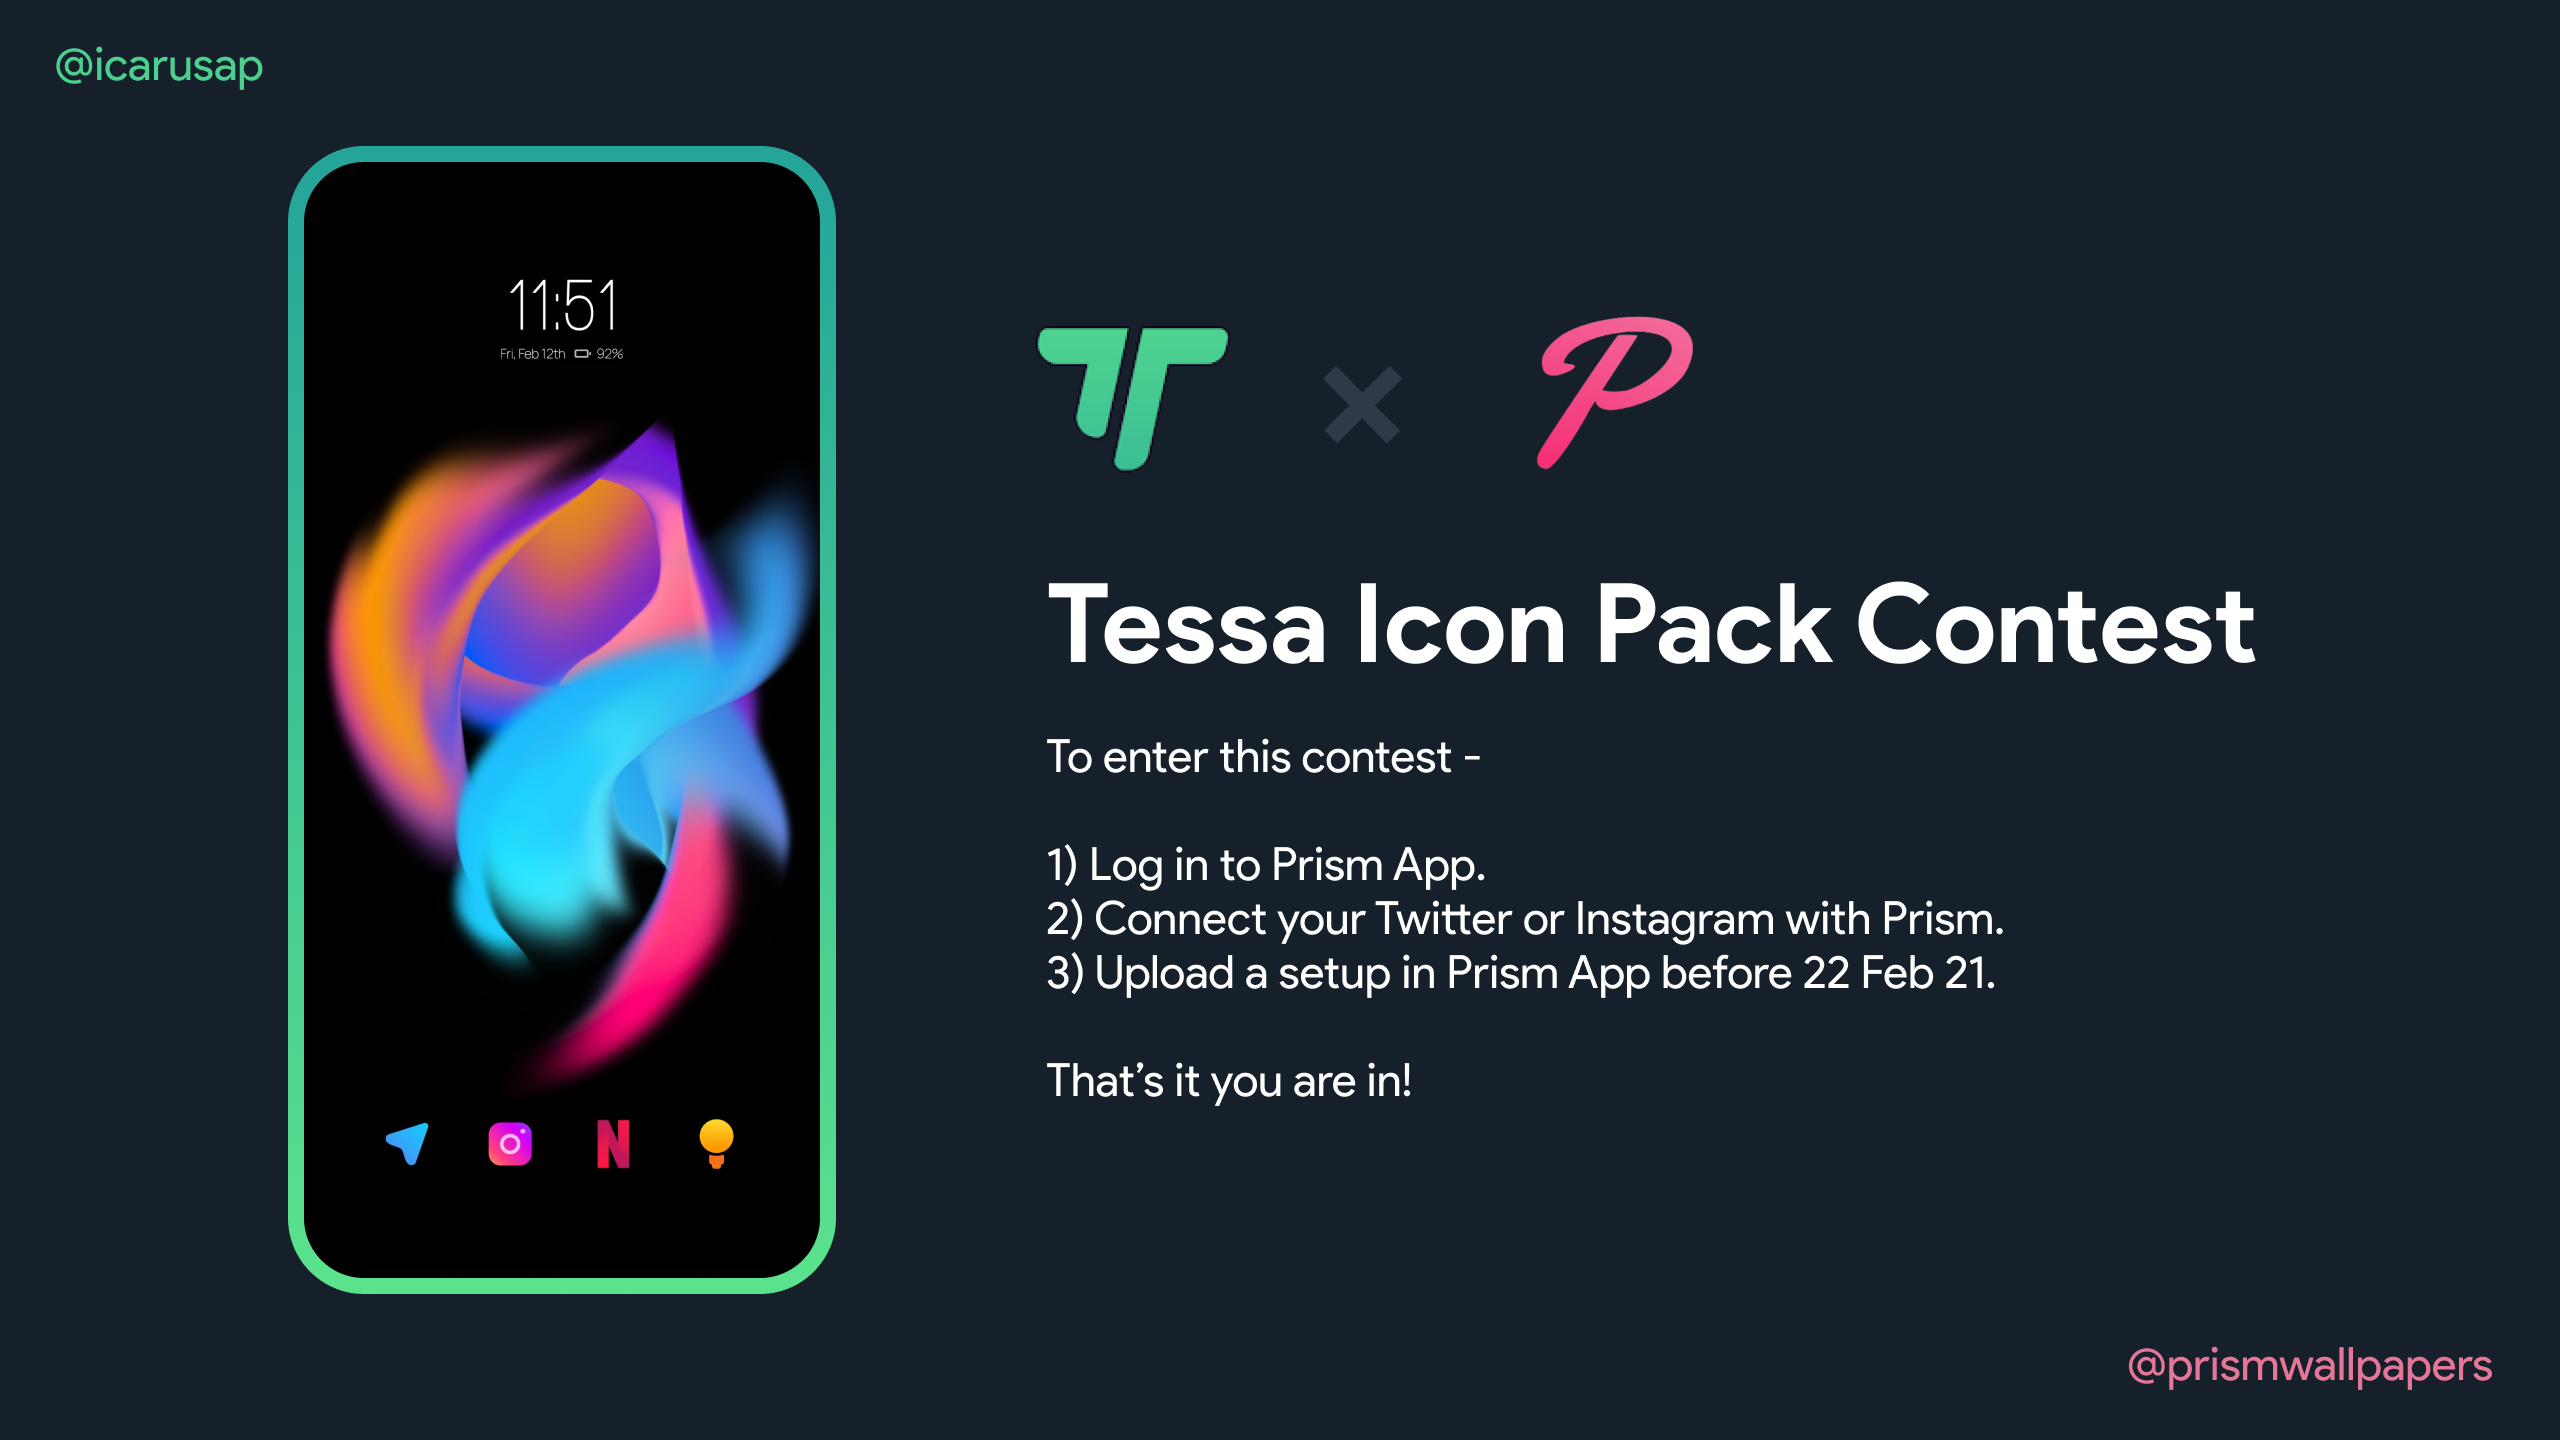 @icarusap
11:51
Fri, Feb 12th 92%
Tessa Icon Pack Contest
To enter this contest -
1) Log in to Prism App.
2) Connect your Twitter or Instagram with Prism.
3) Upload a setup in Prism App before 22 Feb 21.
That’s it you are in!
@prismwallpapers